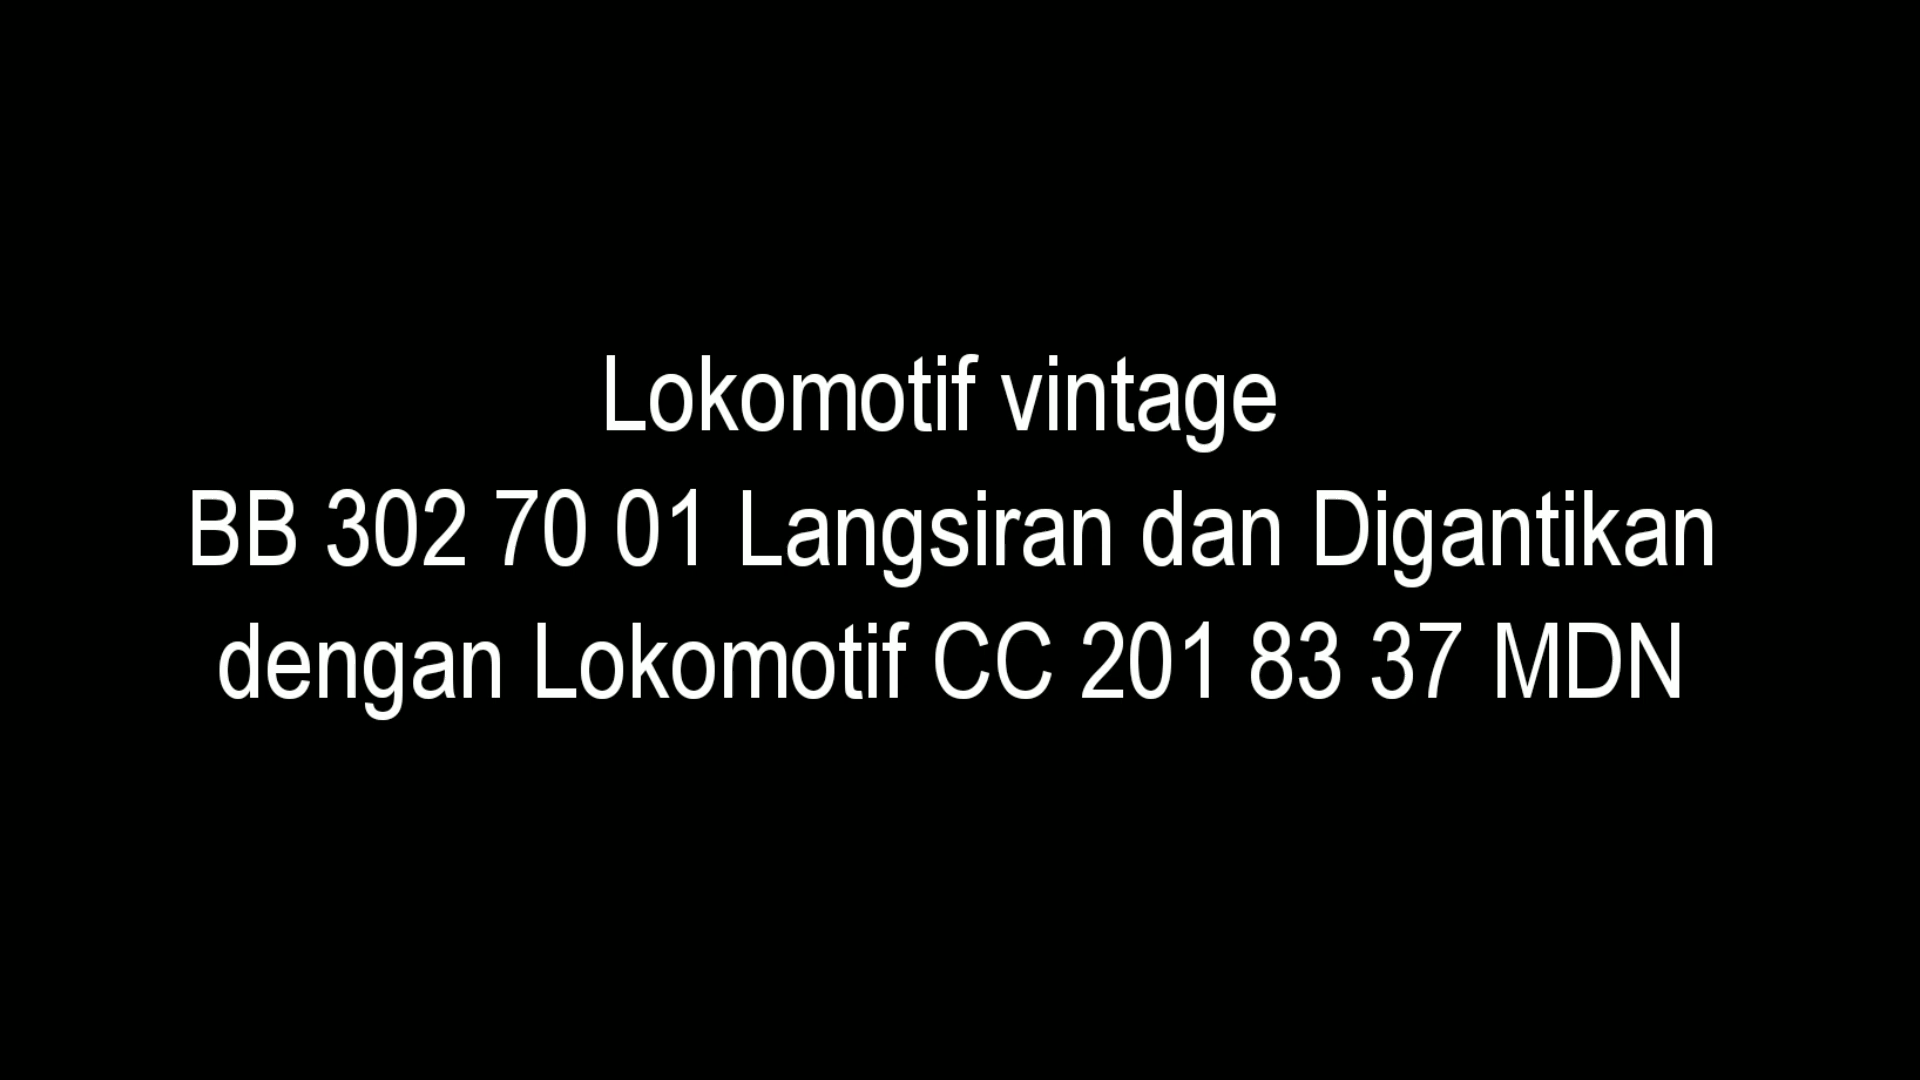 Lokomotif vintage
BB 302 70 01 Langsiran dan Digantikan
dengan Lokomotif CC 201 83 37 MDN